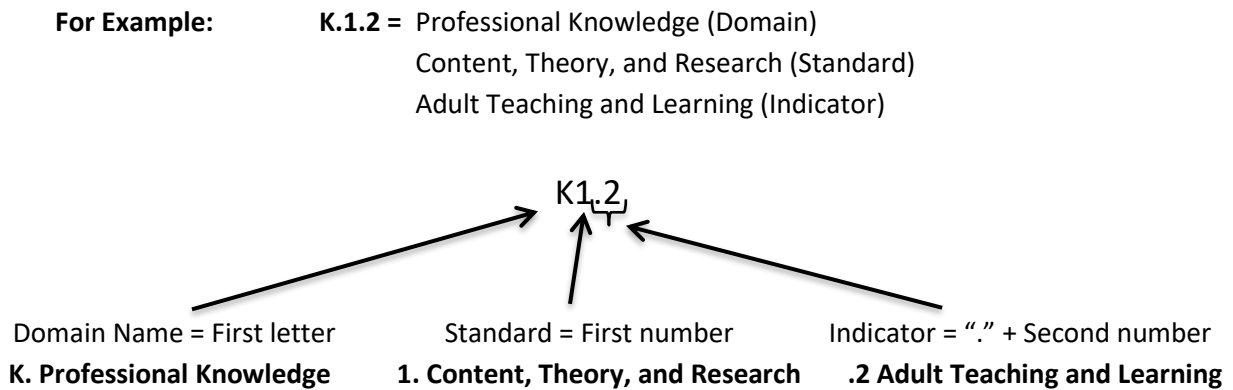 For Example: K.1.2 = Professional Knowledge (Domain)
Content, Theory, and Research (Standard)
Adult Teaching and Learning (Indicator)
K1.2
Domain Name = First letter Standard = First number Indicator = “.” + Second number
K. Professional Knowledge 1. Content, Theory, and Research .2 Adult Teaching and Learning